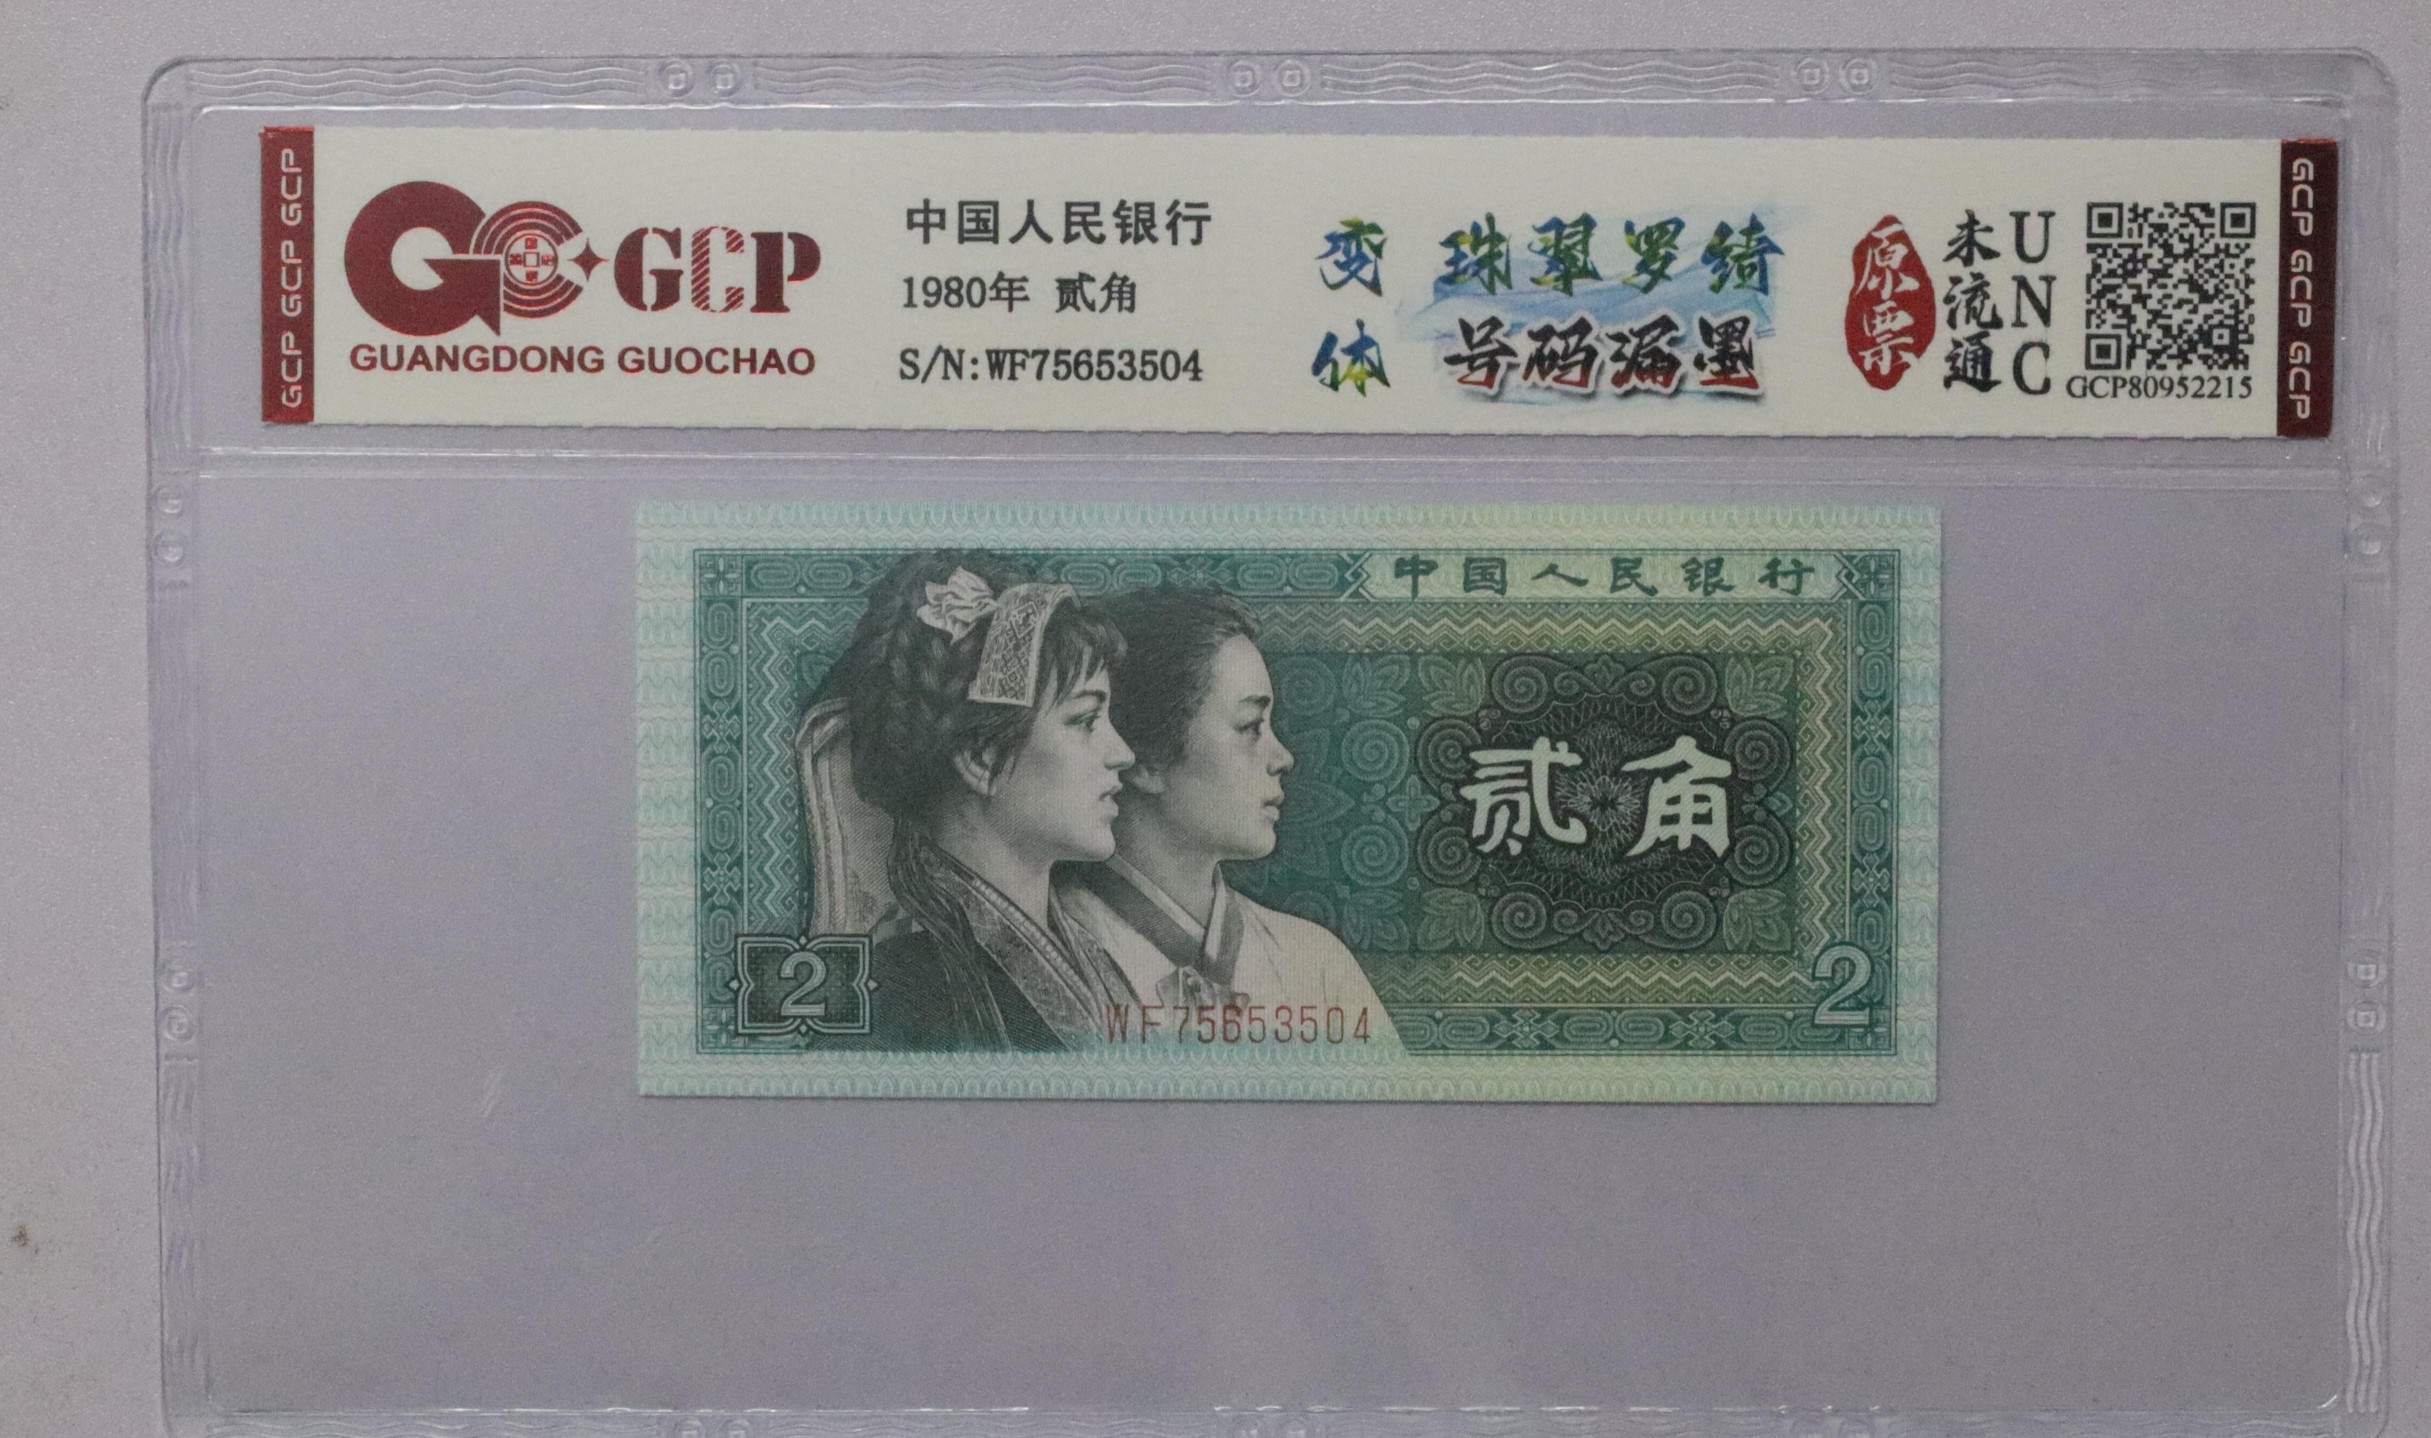 GCP GCP GCP
GCP
GUANGDONG GUOCHAO
中国人民银行
1980年 贰角
S/N:WF75653504
变体
珠翠罗绮
号码漏墨
原票
未流通
UNC
GCP80952215
GCP GCP GCP
中国人民银行
贰角
2
2
WF75653504